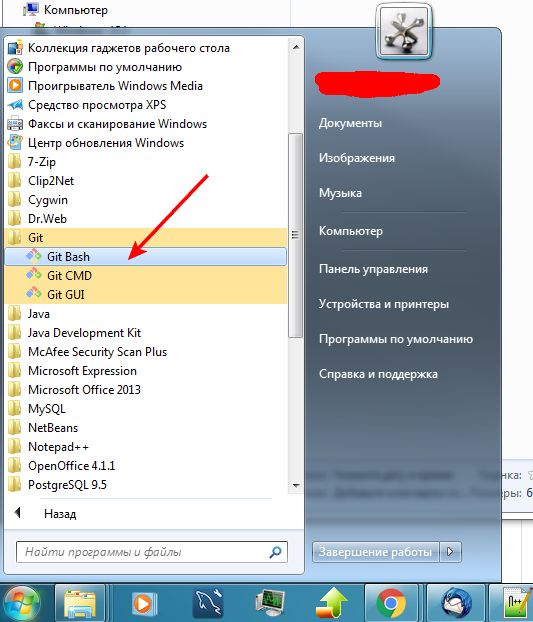 Компьютер
Коллекция гаджетов рабочего стола
Программы по умолчанию
Проигрыватель Windows Media
Средство просмотра XPS
Факсы и сканирование Windows
Центр обновления Windows
7-Zip
Clip2Net
Cygwin
Dr.Web
Git
Git Bash
Git CMD
Git GUI
Java
Java Development Kit
McAfee Security Scan Plus
Microsoft Expression
Microsoft Office 2013
MySQL
NetBeans
Notepad++
OpenOffice 4.1.1
PostgreSQL 9.5
Назад
Найти программы и файлы
Документы
Изображения
Музыка
Компьютер
Панель управления
Устройства и принтеры
Программы по умолчанию
Справка и поддержка
Завершение работы